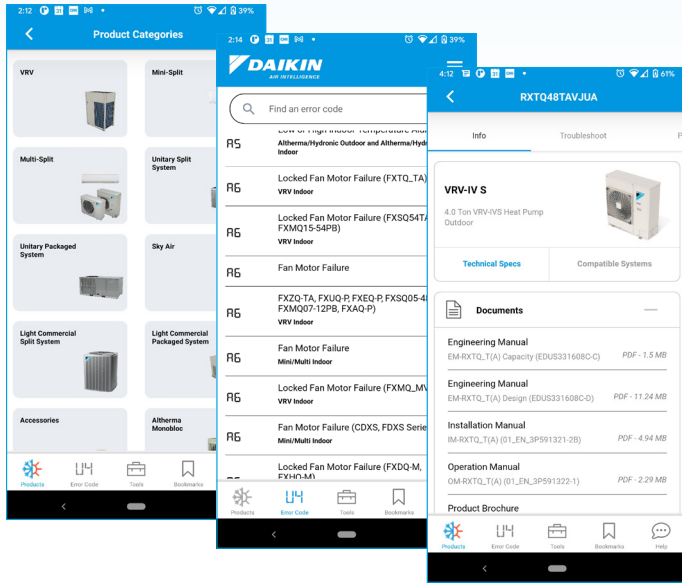 2:12
39%
Product Categories
VRV
Mini-Split
Multi-Split
Unitary Split
System
Unitary Packaged
System
Sky Air
Light Commercial
Split System
Light Commercial
Packaged System
Accessories
Altherma
Monobloc
Products
U4
Error Code
Tools
Bookmarks
2:14
39%
DAIKIN
AIR INTELLIGENCE
Find an error code
A5
Altherma/Hydronic Outdoor and Altherma/Hydr
Indoor
A6
Locked Fan Motor Failure (FXTQ_TA)
VRV Indoor
A6
Locked Fan Motor Failure (FXSQ54TA
FXMQ15-54PB)
VRV Indoor
A6
Fan Motor Failure
A6
FXZQ-TA, FXUQ-P, FXEQ-P, FXSQ05-48
FXMQ07-12PB, FXAQ-P)
VRV Indoor
A6
Fan Motor Failure
Mini/Multi Indoor
A6
Locked Fan Motor Failure (FXMQ_MV
VRV Indoor
A6
Fan Motor Failure (CDXS, FDXS Serie
Mini/Multi Indoor
Locked Fan Motor Failure (FXDQ-M,
FXHQ-M)
Products
U4
Error Code
Tools
Bookmarks
4:12
61%
RXTQ48TAVJUA
Info
Troubleshoot
P
VRV-IV S
4.0 Ton VRV-IVS Heat Pump
Outdoor
Technical Specs
Compatible Systems
Documents
Engineering Manual
EM-RXTQ_T(A) Capacity (EDUS331608C-C)
PDF - 1.5 MB
Engineering Manual
EM-RXTQ_T(A) Design (EDUS331608C-D)
PDF - 11.24 MB
Installation Manual
IM-RXTQ_T(A) (01_EN_3P591321-2B)
PDF - 4.94 MB
Operation Manual
OM-RXTQ_T(A) (01_EN_3P591322-1)
PDF - 2.29 MB
Product Brochure
Products
U4
Error Code
Tools
Bookmarks
Help